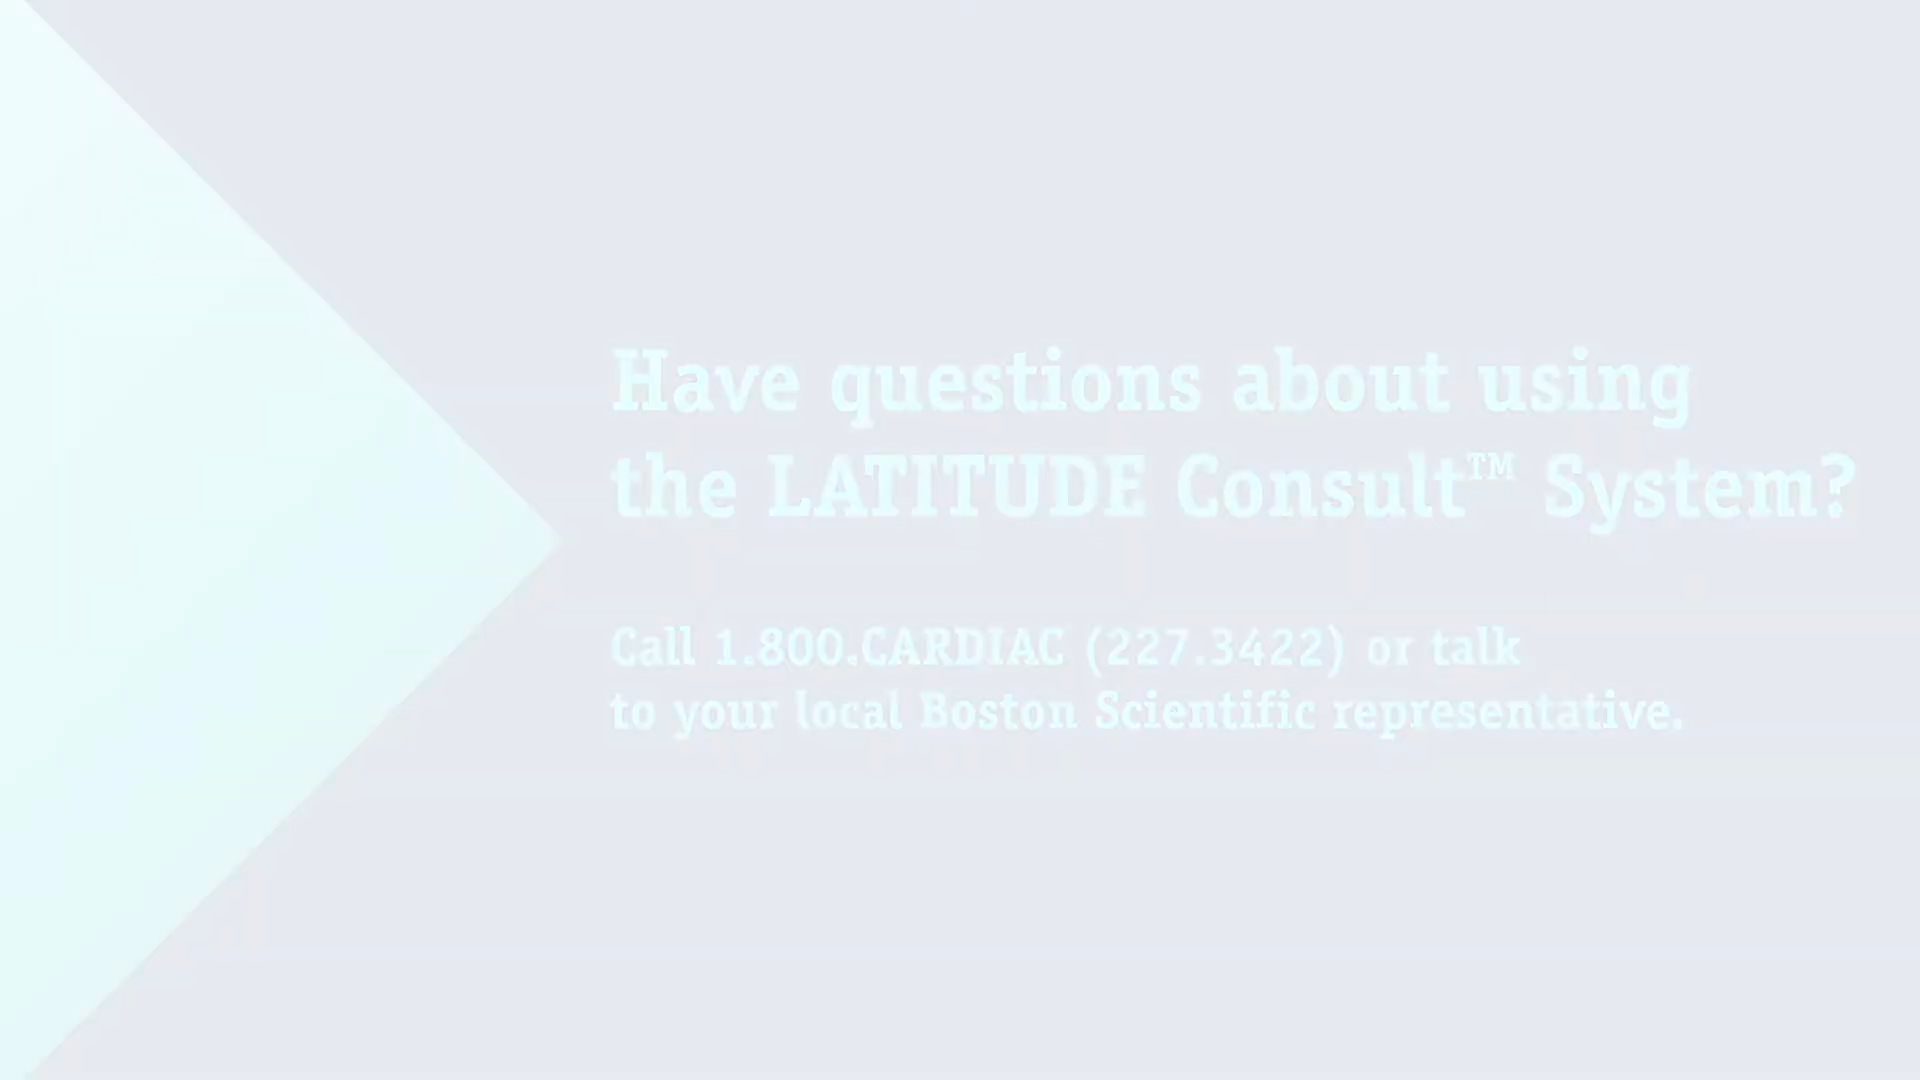 Have questions about using
the LATITUDE Consult™ System?
Call 1.800.CARDIAC (227.3422) or talk
to your local Boston Scientific representative.